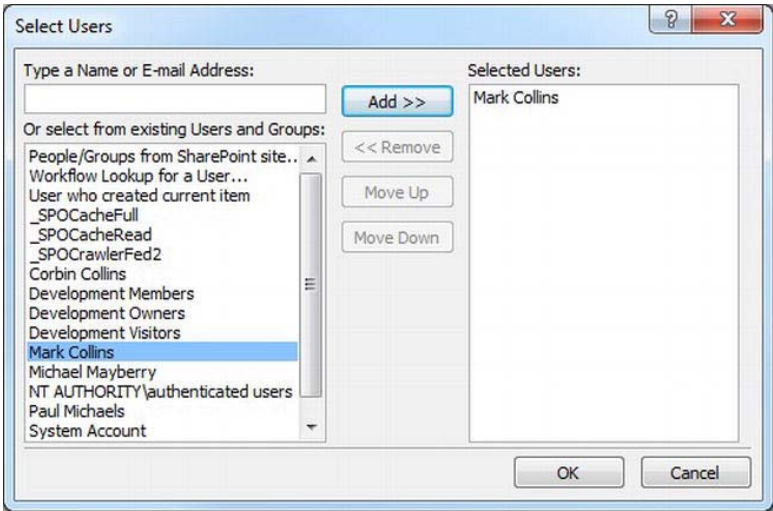 Select Users
?
X
Type a Name or E-mail Address:
Or select from existing Users and Groups:
People/Groups from SharePoint site..
Workflow Lookup for a User...
User who created current item
_SPOCacheFull
_SPOCacheRead
_SPOCrawlerFed2
Corbin Collins
Development Members
Development Owners
Development Visitors
Mark Collins
Michael Mayberry
NT AUTHORITY\authenticated users
Paul Michaels
System Account
Add >>
<< Remove
Move Up
Move Down
Selected Users:
Mark Collins
OK
Cancel